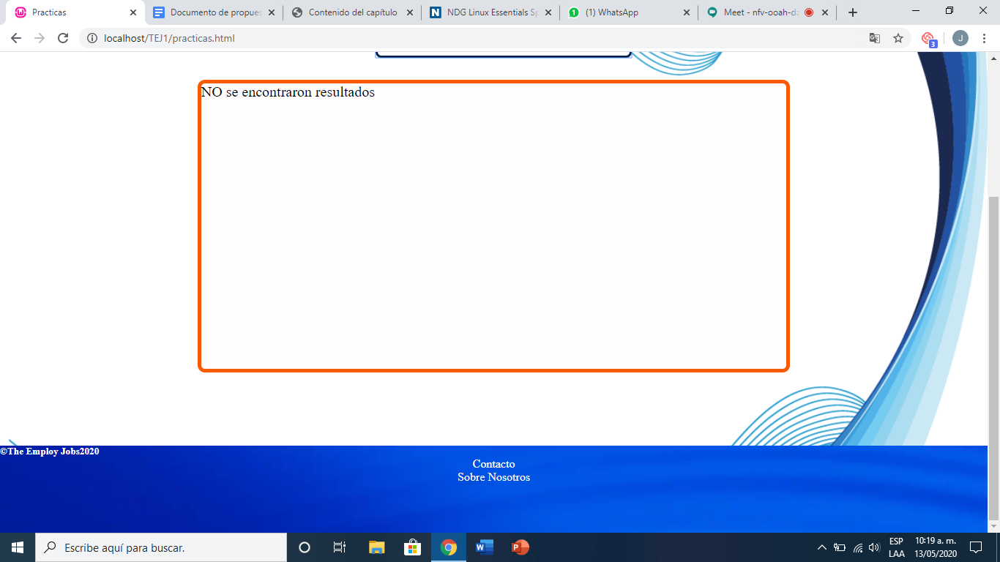 Practicas
Documento de propues
Contenido del capítulo
NDG Linux Essentials Sp
(1) WhatsApp
Meet - nfv-ooah-dz
localhost/TEJ1/practicas.html
J
3
NO se encontraron resultados
©The Employ Jobs2020
Contacto
Sobre Nosotros
Escribe aquí para buscar.
ESP
LAA
10:19 a. m.
13/05/2020